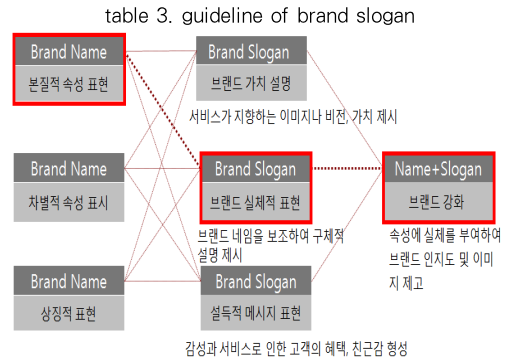 table 3. guideline of brand slogan
Brand Name
본질적 속성 표현
Brand Slogan
브랜드 가치 설명
서비스가 지향하는 이미지나 비전, 가치 제시
Brand Name
차별적 속성 표시
Brand Slogan
브랜드 실체적 표현
브랜드 네임을 보조하여 구체적
설명 제시
Name+Slogan
브랜드 강화
속성에 실체를 부여하여
브랜드 인지도 및 이미
지 제고
Brand Name
상징적 표현
Brand Slogan
설득적 메시지 표현
감성과 서비스로 인한 고객의 혜택, 친근감 형성